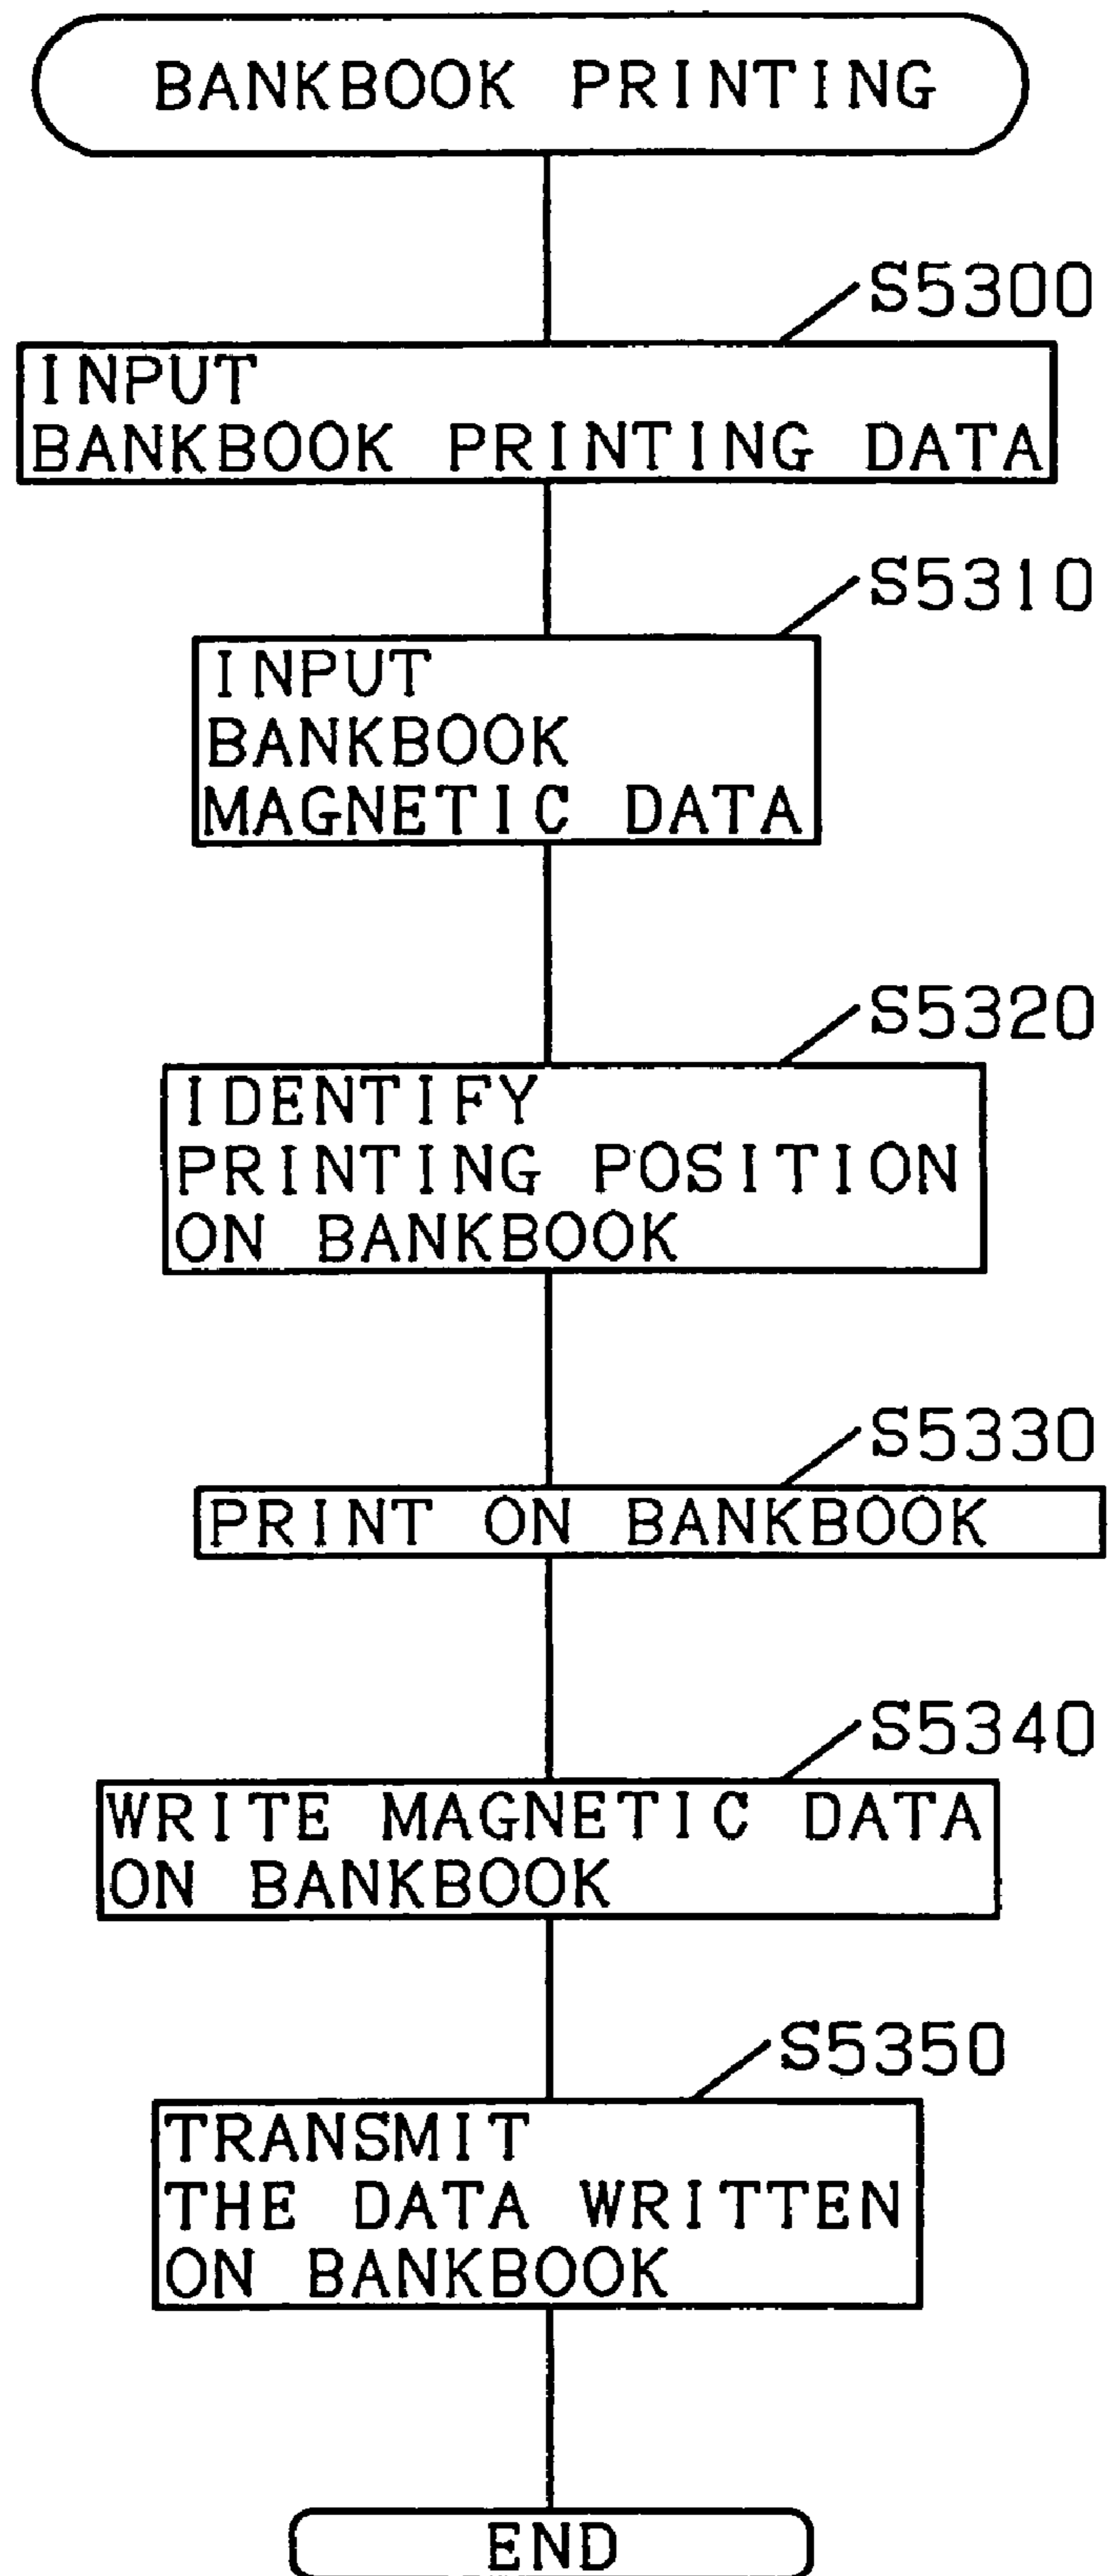 BANKBOOK PRINTING
S5300
INPUT
BANKBOOK PRINTING DATA
S5310
INPUT
BANKBOOK
MAGNETIC DATA
S5320
IDENTIFY
PRINTING POSITION
ON BANKBOOK
S5330
PRINT ON BANKBOOK
S5340
WRITE MAGNETIC DATA
ON BANKBOOK
S5350
TRANSMIT
THE DATA WRITTEN
ON BANKBOOK
END